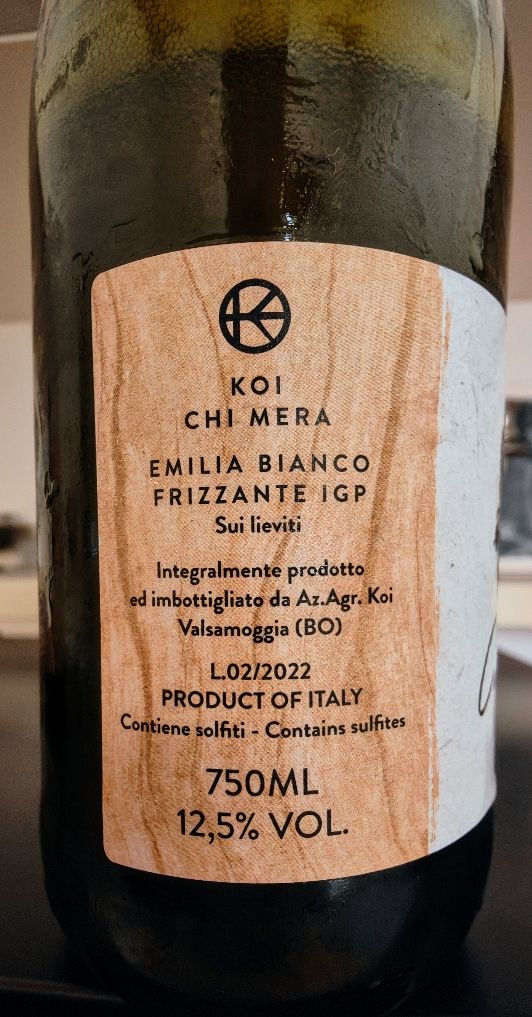 KOI
CHI MERA
EMILIA BIANCO
FRIZZANTE IGP
Sui lieviti
Integralmente prodotto
ed imbottigliato da Az.Agr. Koi
Valsamoggia (BO)
L.02/2022
PRODUCT OF ITALY
Contiene solfiti - Contains sulfites
750ML
12,5% VOL.